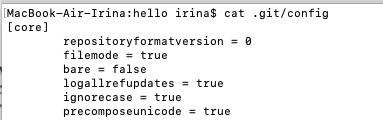 MacBook-Air-Irina:hello irina$ cat .git/config
[core]
        repositoryformatversion = 0
        filemode = true
        bare = false
        logallrefupdates = true
        ignorecase = true
        precomposeunicode = true